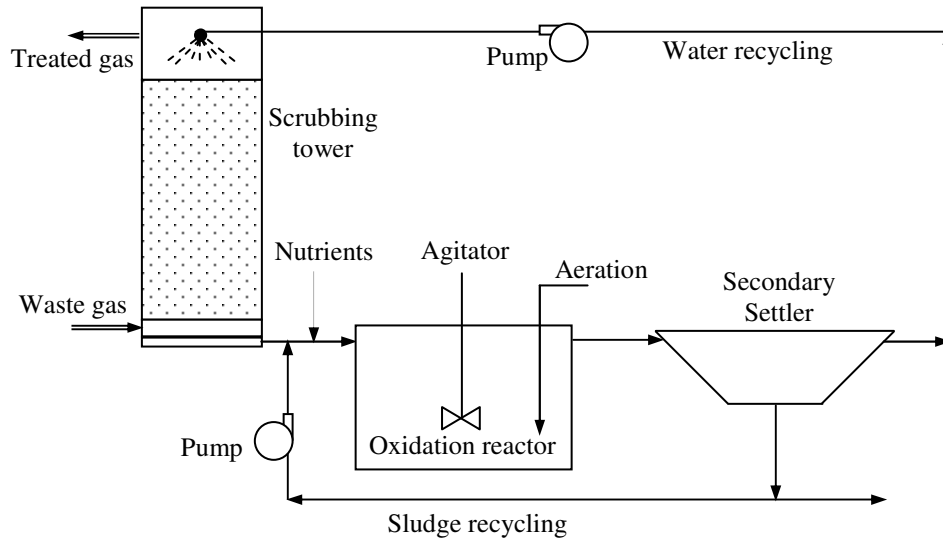 Treated gas
Pump
Water recycling
Scrubbing
tower
Nutrients
Agitator
Aeration
Secondary
Settler
Waste gas
Pump
Oxidation reactor
Sludge recycling